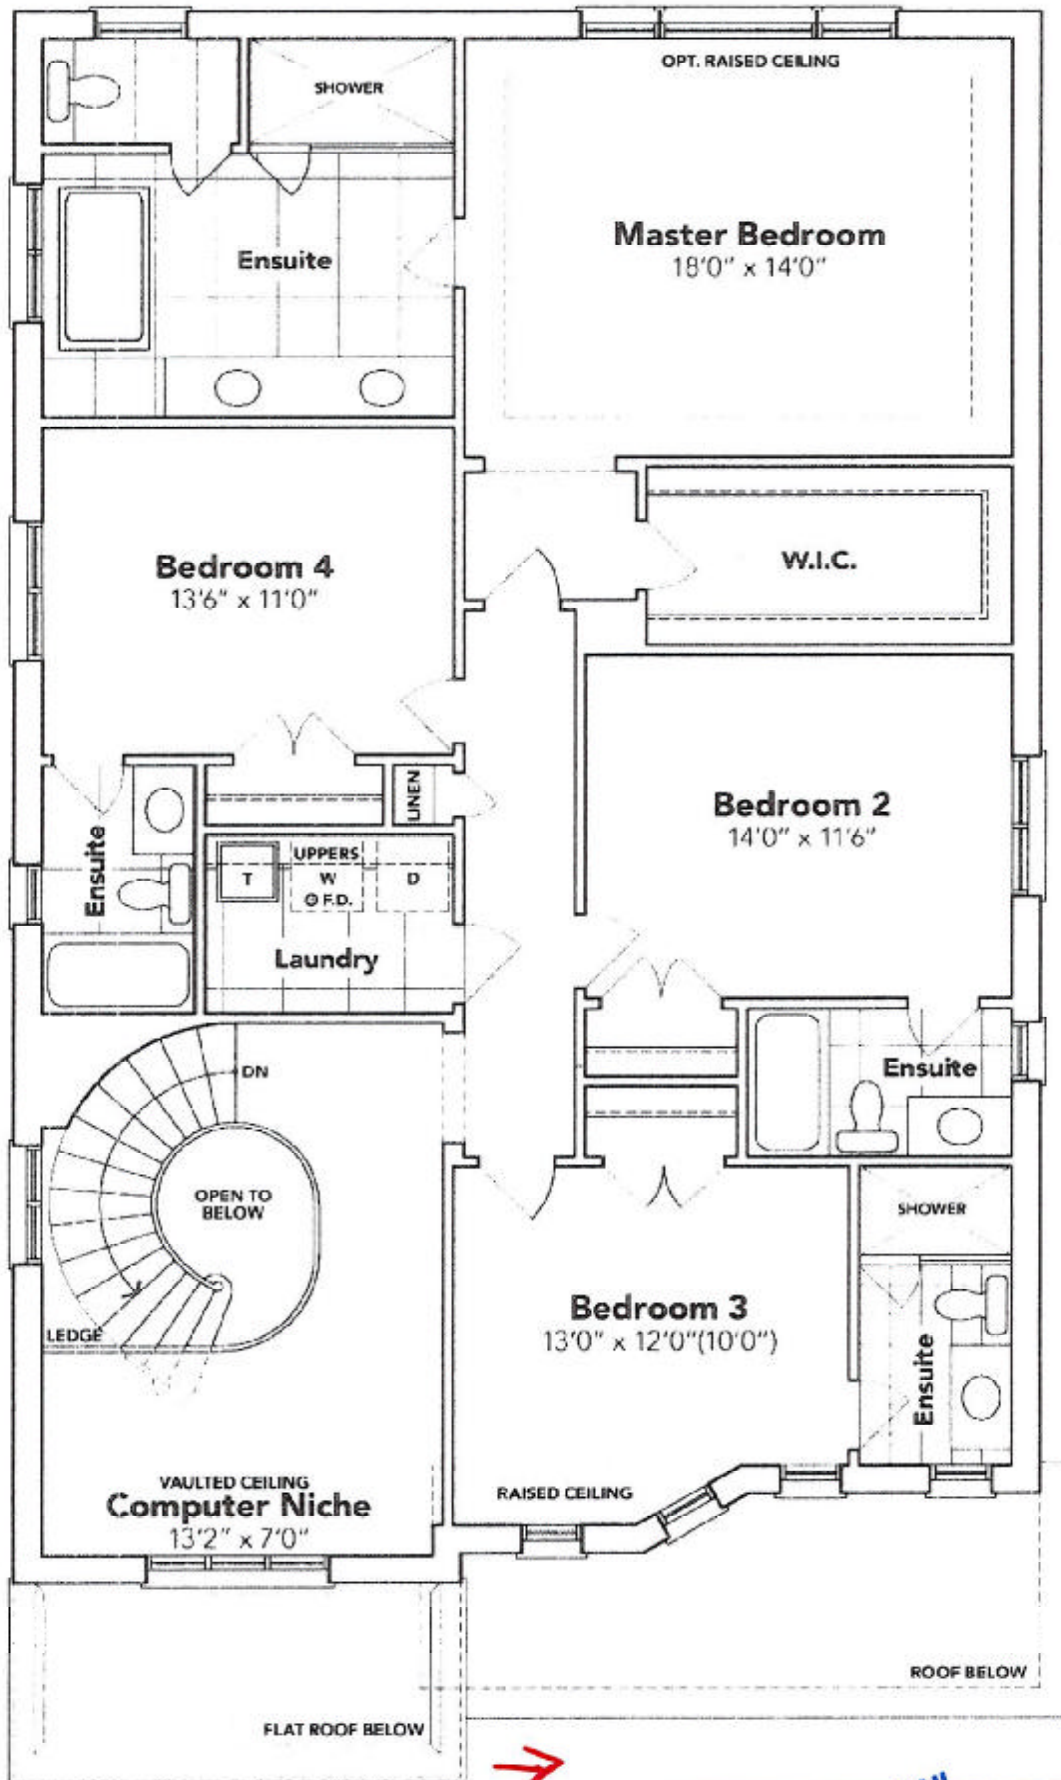 OPT. RAISED CEILING
SHOWER
Master Bedroom
18'0" x 14'0"
Ensuite
Bedroom 4
13'6" x 11'0"
W.I.C.
LINEN
Bedroom 2
14'0" x 11'6"
Ensuite
UPPERS
T
W
D
F.D.
Laundry
Ensuite
DN
OPEN TO
BELOW
SHOWER
LEDGE
Bedroom 3
13'0" x 12'0"(10'0")
Ensuite
VAULTED CEILING
Computer Niche
13'2" x 7'0"
RAISED CEILING
ROOF BELOW
FLAT ROOF BELOW